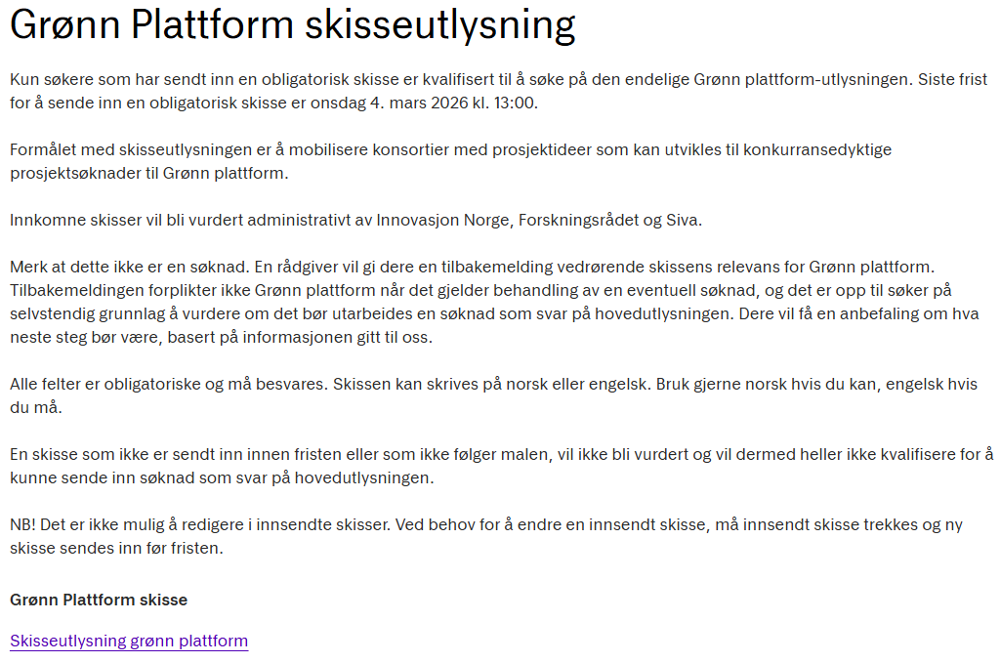 Grønn Plattform skisseutlysning
Kun søkere som har sendt inn en obligatorisk skisse er kvalifisert til å søke på den endelige Grønn plattform-utlysningen. Siste frist
for å sende inn en obligatorisk skisse er onsdag 4. mars 2026 kl. 13:00.
Formålet med skisseutlysningen er å mobilisere konsortier med prosjektideer som kan utvikles til konkurransedyktige
prosjektsøknader til Grønn plattform.
Innkomne skisser vil bli vurdert administrativt av Innovasjon Norge, Forskningsrådet og Siva.
Merk at dette ikke er en søknad. En rådgiver vil gi dere en tilbakemelding vedrørende skissens relevans for Grønn plattform.
Tilbakemeldingen forplikter ikke Grønn plattform når det gjelder behandling av en eventuell søknad, og det er opp til søker på
selvstendig grunnlag å vurdere om det bør utarbeides en søknad som svar på hovedutlysningen. Dere vil få en anbefaling om hva
neste steg bør være, basert på informasjonen gitt til oss.
Alle felter er obligatoriske og må besvares. Skissen kan skrives på norsk eller engelsk. Bruk gjerne norsk hvis du kan, engelsk hvis
du må.
En skisse som ikke er sendt inn innen fristen eller som ikke følger malen, vil ikke bli vurdert og vil dermed heller ikke kvalifisere for å
kunne sende inn søknad som svar på hovedutlysningen.
NB! Det er ikke mulig å redigere i innsendte skisser. Ved behov for å endre en innsendt skisse, må innsendt skisse trekkes og ny
skisse sendes inn før fristen.
Grønn Plattform skisse
Skisseutlysning grønn plattform